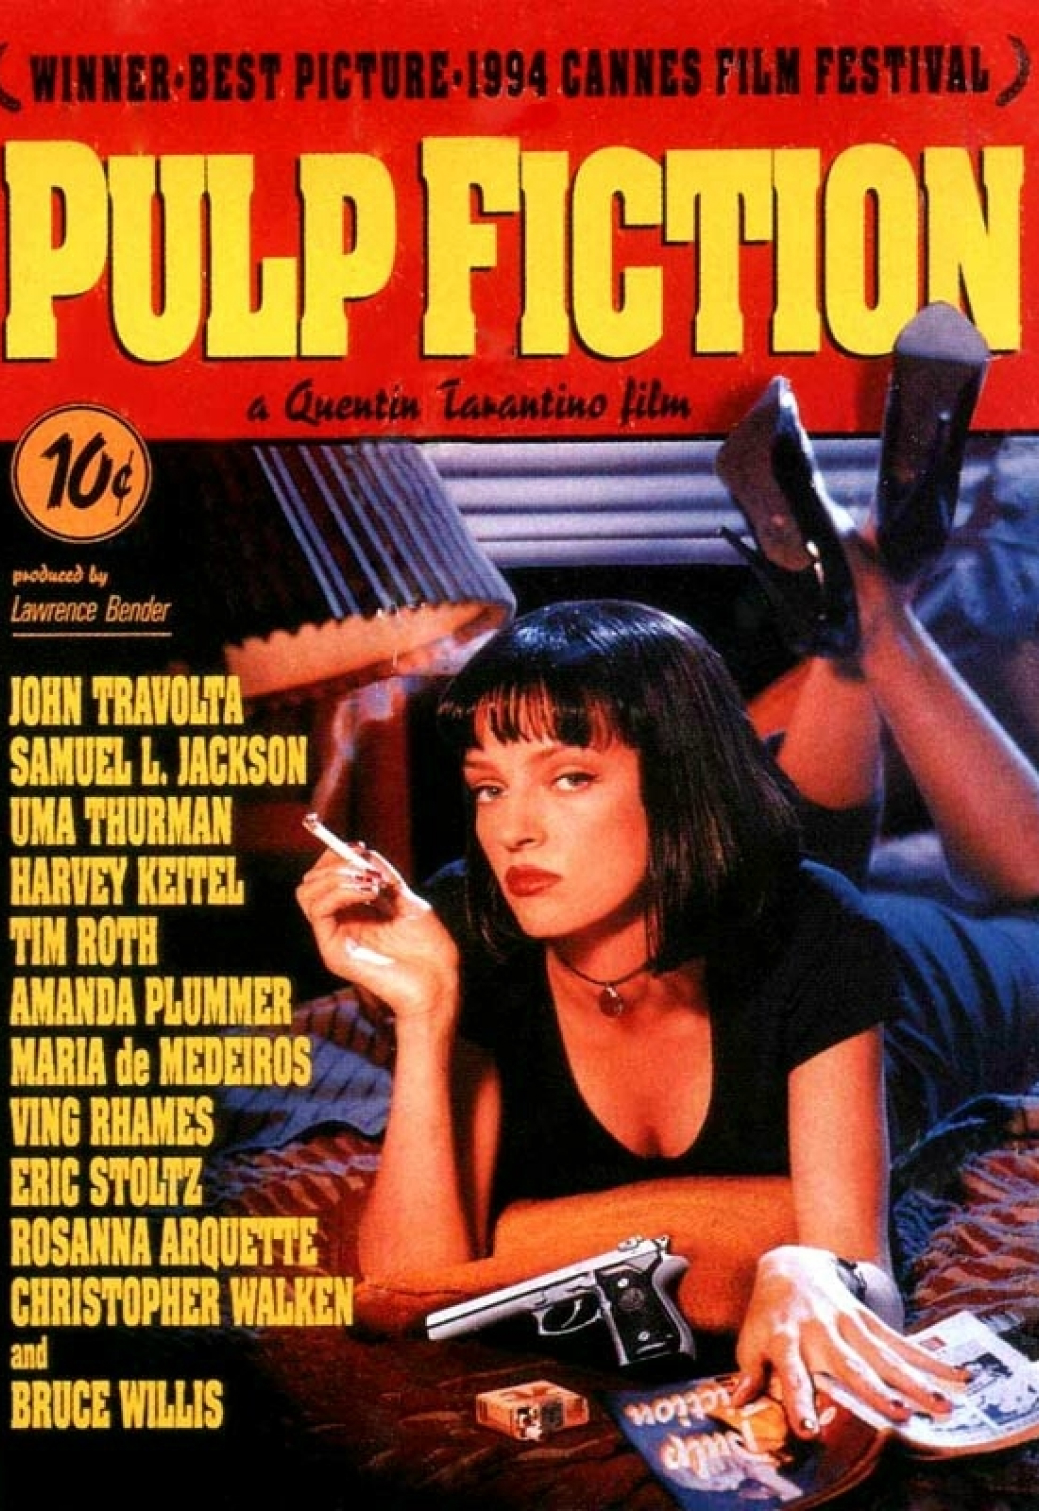 WINNER·BEST PICTURE·1994 CANNES FILM FESTIVAL
PULP FICTION
a Quentin Tarantino film
10¢
produced by
Lawrence Bender
JOHN TRAVOLTA
SAMUEL L. JACKSON
UMA THURMAN
HARVEY KEITEL
TIM ROTH
AMANDA PLUMMER
MARIA de MEDEIROS
VING RHAMES
ERIC STOLTZ
ROSANNA ARQUETTE
CHRISTOPHER WALKEN
and
BRUCE WILLIS
Pulp
Fiction